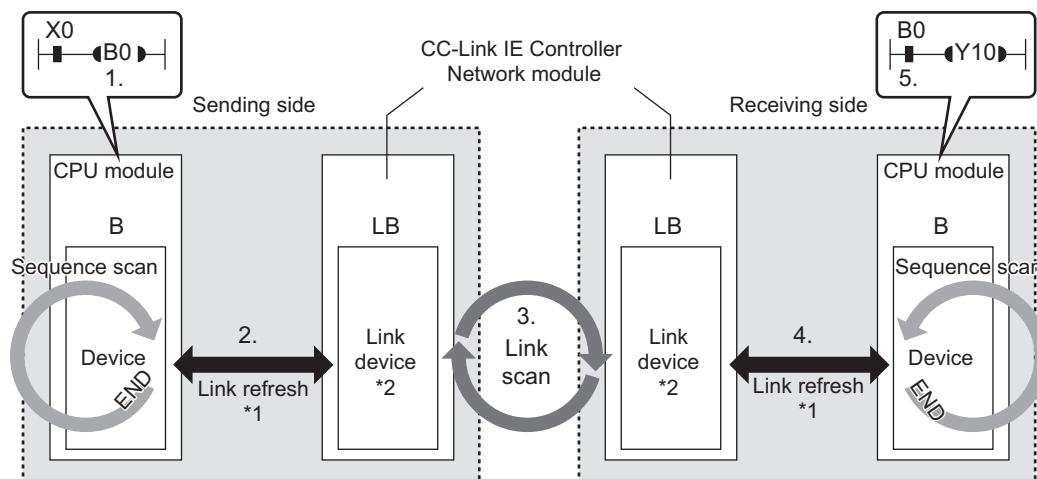 X0
B0
1.
B0
Y10
5.
CC-Link IE Controller
Network module
Sending side
Receiving side
CPU module
CPU module
B
LB
LB
B
Sequence scan
Sequence scan
2.
3.
4.
Device
Link
device
*2
Link
scan
Link
device
*2
Device
END
Link refresh
*1
Link refresh
*1
END